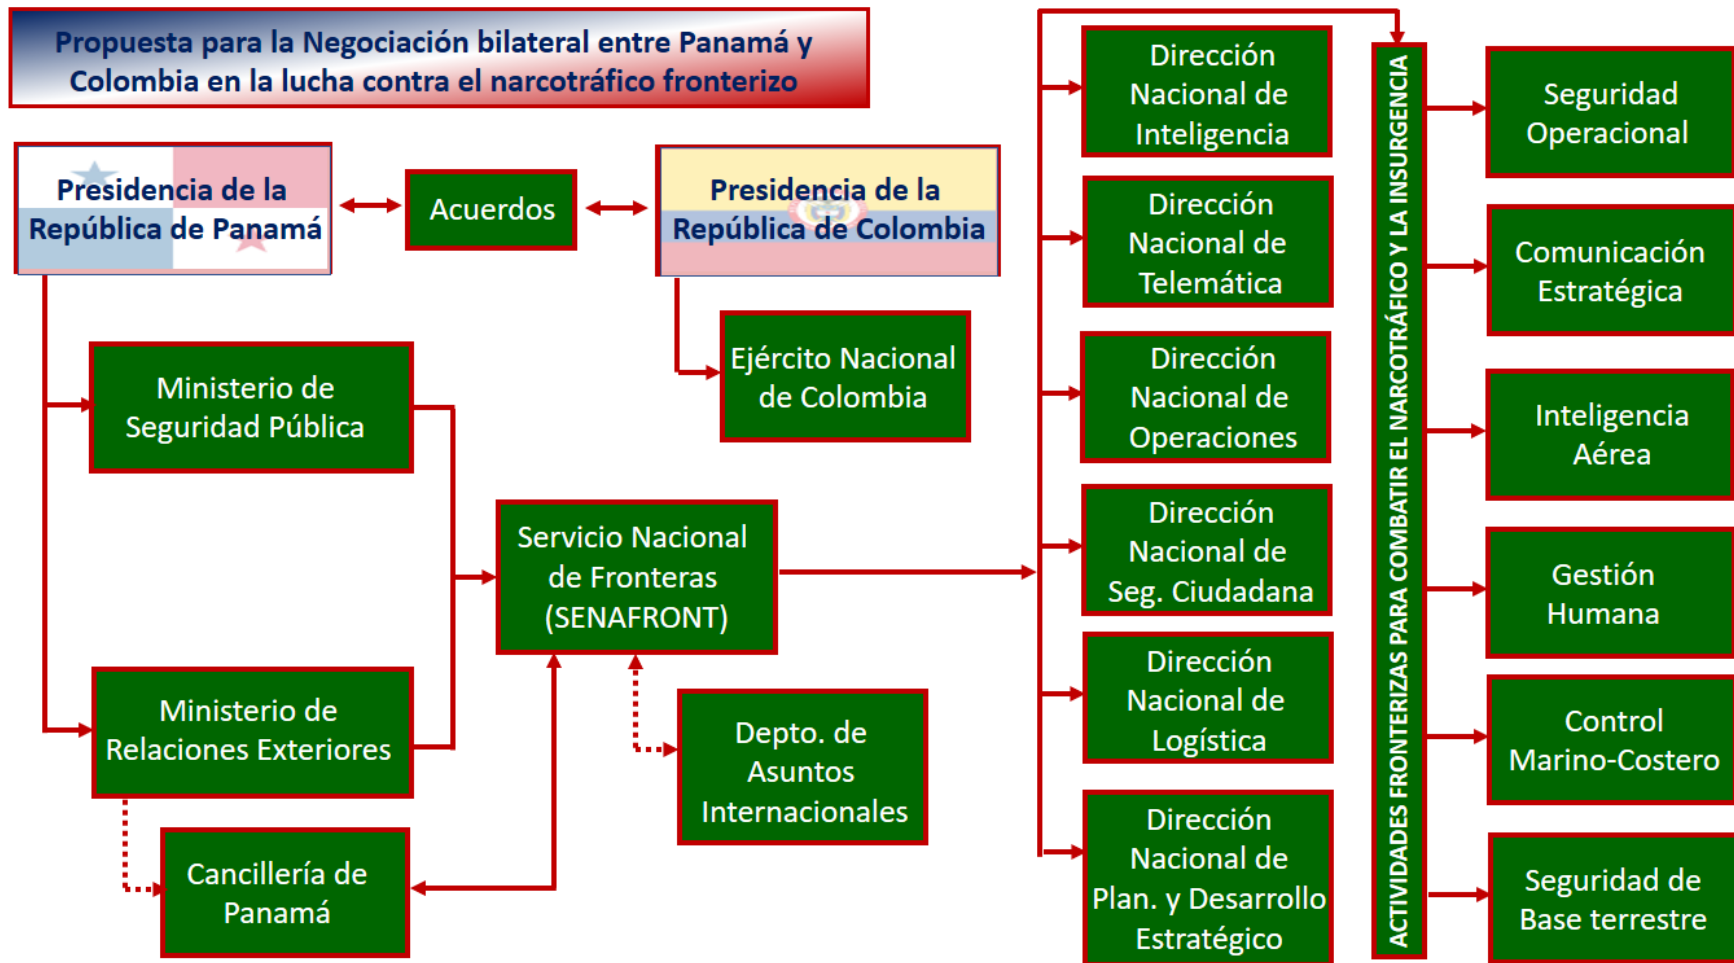 Propuesta para la Negociación bilateral entre Panamá y
Colombia en la lucha contra el narcotráfico fronterizo
Presidencia de la
República de Panamá
Acuerdos
Presidencia de la
República de Colombia
Ejército Nacional
de Colombia
Ministerio de
Seguridad Pública
Servicio Nacional
de Fronteras
(SENAFRONT)
Ministerio de
Relaciones Exteriores
Depto. de
Asuntos
Internacionales
Cancillería de
Panamá
Dirección
Nacional de
Inteligencia
Dirección
Nacional de
Telemática
Dirección
Nacional de
Operaciones
Dirección
Nacional de
Seg. Ciudadana
Dirección
Nacional de
Logística
Dirección
Nacional de
Plan. y Desarrollo
Estratégico
ACTIVIDADES FRONTERIZAS PARA COMBATIR EL NARCOTRÁFICO Y LA INSURGENCIA
Seguridad
Operacional
Comunicación
Estratégica
Inteligencia
Aérea
Gestión
Humana
Control
Marino-Costero
Seguridad de
Base terrestre